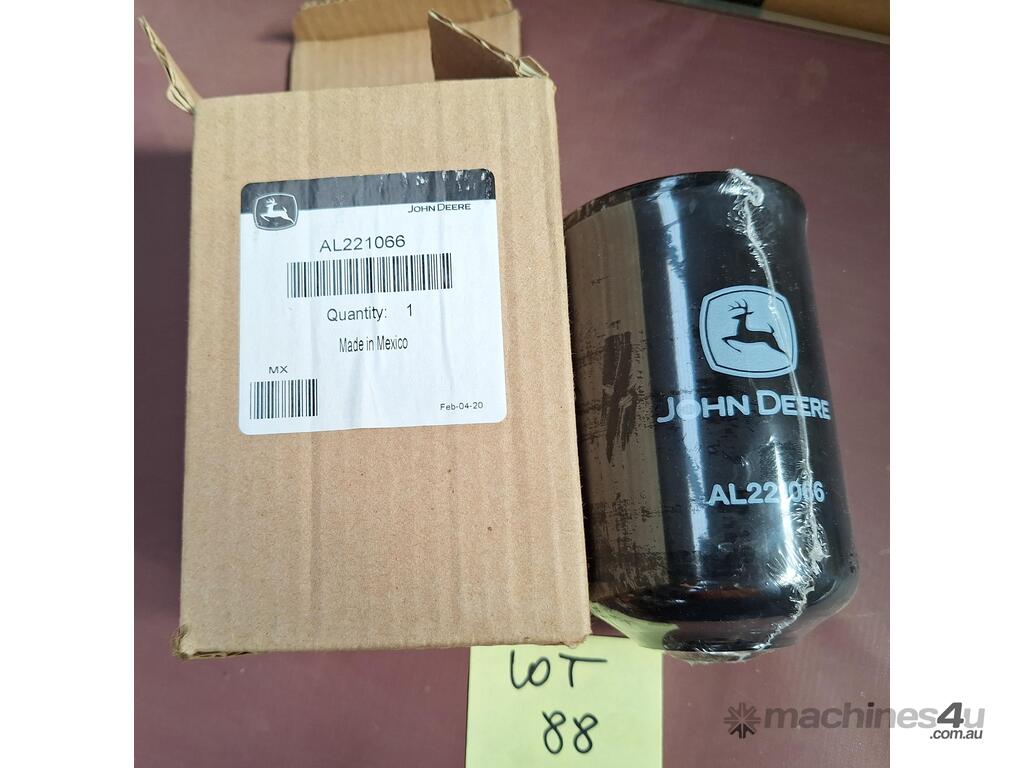 JOHN DEERE
AL221066
Quantity: 1
Made in Mexico
MX
Feb-04-20
JOHN DEERE
AL221066
LOT
88
machines4u
.com.au